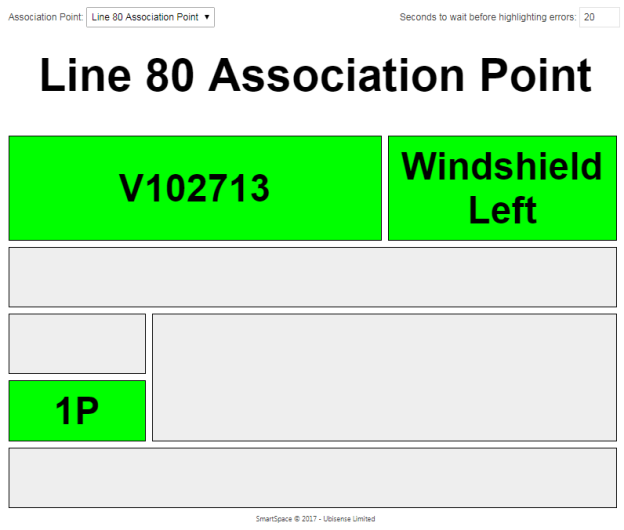 Association Point: Line 80 Association Point ▼ Seconds to wait before highlighting errors: 20
Line 80 Association Point
V102713
Windshield
Left
1P
SmartSpace © 2017 - Ubisense Limited